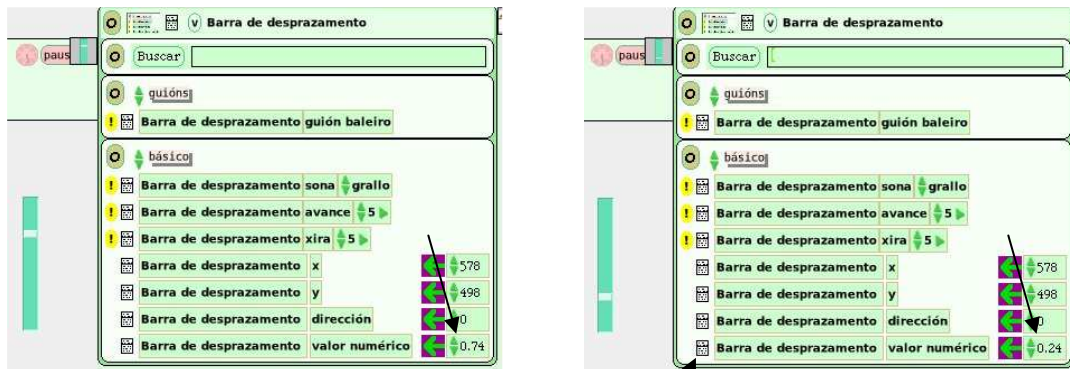 V Barra de desprazamento
paus
Buscar
guións
! Barra de desprazamento guión baleiro
básico
! Barra de desprazamento sona grallo
! Barra de desprazamento avance 5
! Barra de desprazamento xira 5
Barra de desprazamento x 578
Barra de desprazamento y 498
Barra de desprazamento dirección 0
Barra de desprazamento valor numérico 0.74
V Barra de desprazamento
paus
Buscar
guións
! Barra de desprazamento guión baleiro
básico
! Barra de desprazamento sona grallo
! Barra de desprazamento avance 5
! Barra de desprazamento xira 5
Barra de desprazamento x 578
Barra de desprazamento y 498
Barra de desprazamento dirección 0
Barra de desprazamento valor numérico 0.24